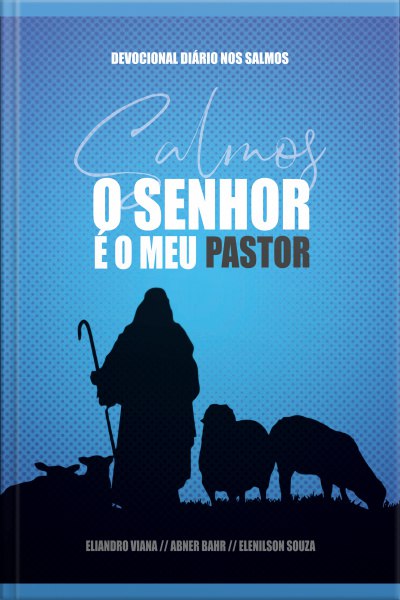 DEVOCIONAL DIÁRIO NOS SALMOS
Salmos
O SENHOR
É O MEU PASTOR
ELIANDRO VIANA // ABNER BAHR // ELENILSON SOUZA